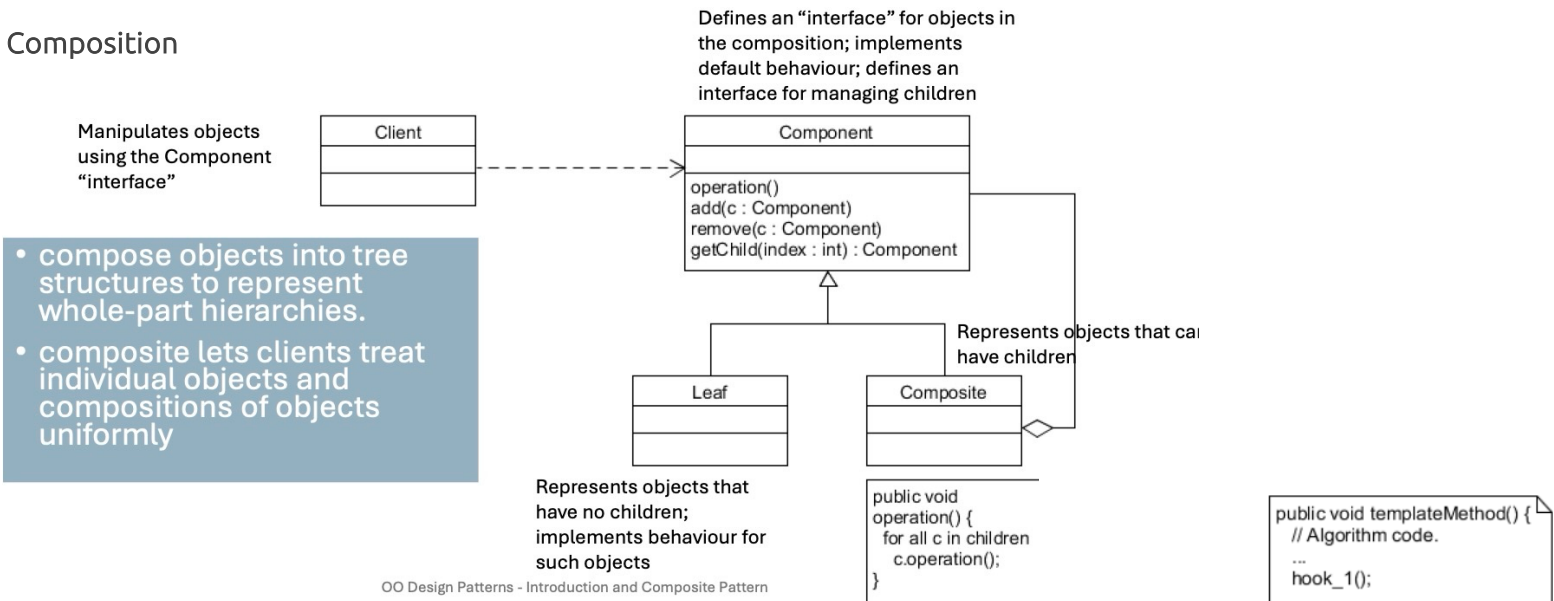 Composition
Defines an “interface” for objects in
the composition; implements
default behaviour; defines an
interface for managing children
Manipulates objects
using the Component
“interface”
Client
Component
operation()
add(c : Component)
remove(c : Component)
getChild(index : int) : Component
• compose objects into tree
structures to represent
whole-part hierarchies.
• composite lets clients treat
individual objects and
compositions of objects
uniformly
Represents objects that
have children
Leaf
Composite
Represents objects that
have no children;
implements behaviour for
such objects
public void
operation() {
for all c in children
c.operation();
}
public void templateMethod() {
// Algorithm code.
...
hook_1();
OO Design Patterns - Introduction and Composite Pattern